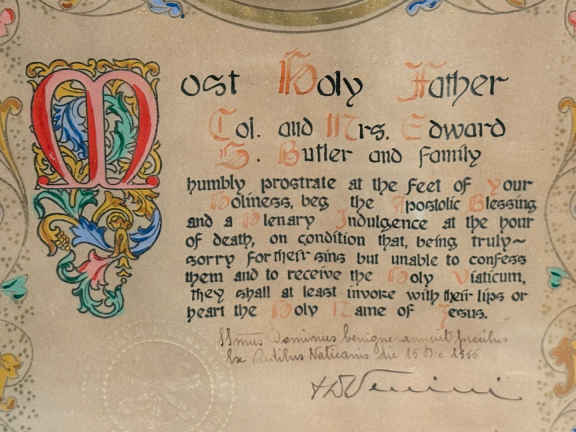 Most Holy Father
Col. and Mrs. Edward
G. Butler and Family
humbly prostrate at the feet of Your
Holiness, beg the Apostolic Blessing
and a Plenary Indulgence at the hour
of death, on condition that, being truly~
sorry for their sins but unable to confess
them and to receive the Holy Viaticum,
they shall at least invoke with their lips or
heart the Holy Name of Jesus.
Dominus benigne annuit precibus
Ex Aedibus Vaticanis die 15 Dic